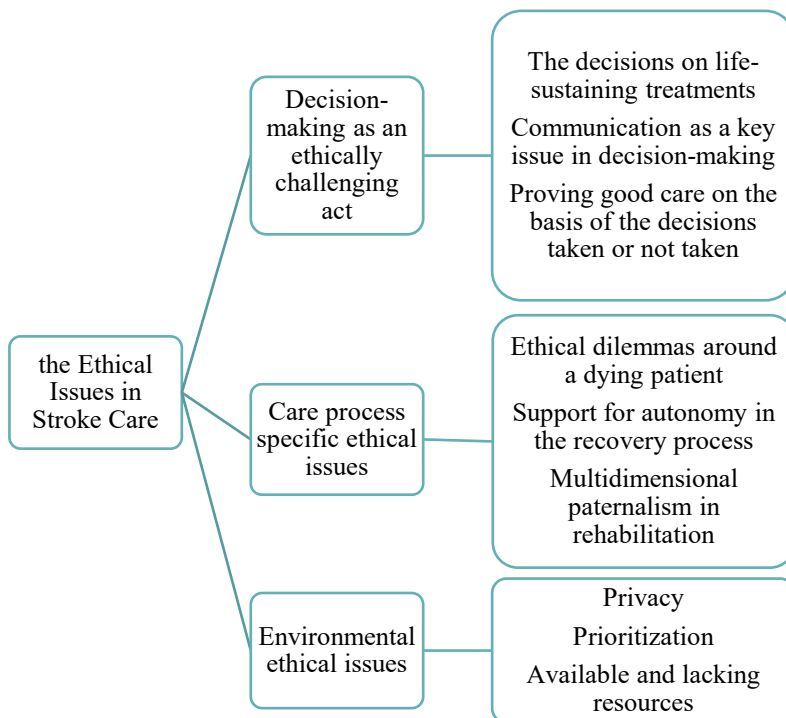 the Ethical
Issues in
Stroke Care
Decision-
making as an
ethically
challenging
act
The decisions on life-
sustaining treatments
Communication as a key
issue in decision-making
Proving good care on the
basis of the decisions
taken or not taken
Care process
specific ethical
issues
Ethical dilemmas around
a dying patient
Support for autonomy in
the recovery process
Multidimensional
paternalism in
rehabilitation
Environmental
ethical issues
Privacy
Prioritization
Available and lacking
resources